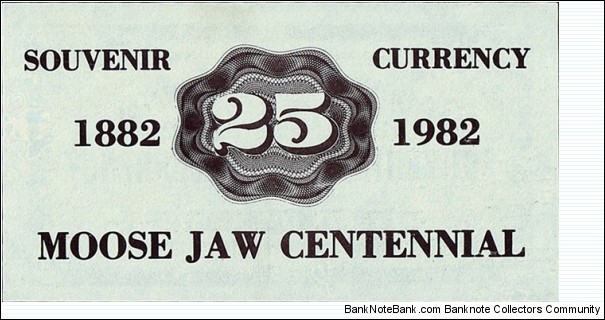 SOUVENIR CURRENCY
25
1882 1982
MOOSE JAW CENTENNIAL
BankNoteBank.com Banknote Collectors Community